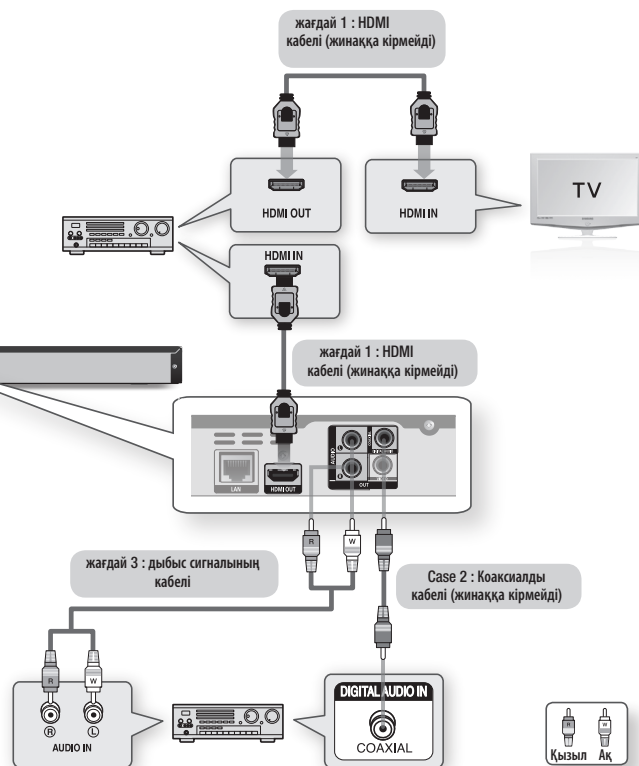 жағдай 1 : HDMI
кабелі (жинаққа кірмейді)
HDMI OUT
HDMI IN
TV
HDMI IN
жағдай 1 : HDMI
кабелі (жинаққа кірмейді)
LAN
HDMI OUT
AUDIO
L
R
OUT
R
W
жағдай 3 : дыбыс сигналының
кабелі
Case 2 : Коаксиалды
кабелі (жинаққа кірмейді)
R
W
R
L
AUDIO IN
DIGITAL AUDIO IN
COAXIAL
R
W
Қызыл Ақ